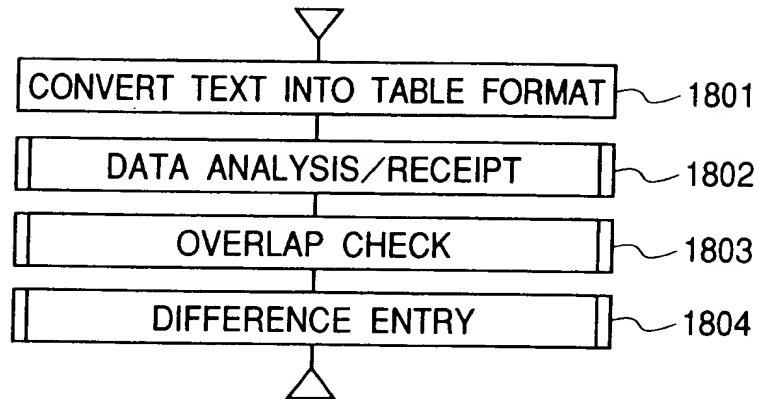 CONVERT TEXT INTO TABLE FORMAT 1801
DATA ANALYSIS/RECEIPT 1802
OVERLAP CHECK 1803
DIFFERENCE ENTRY 1804